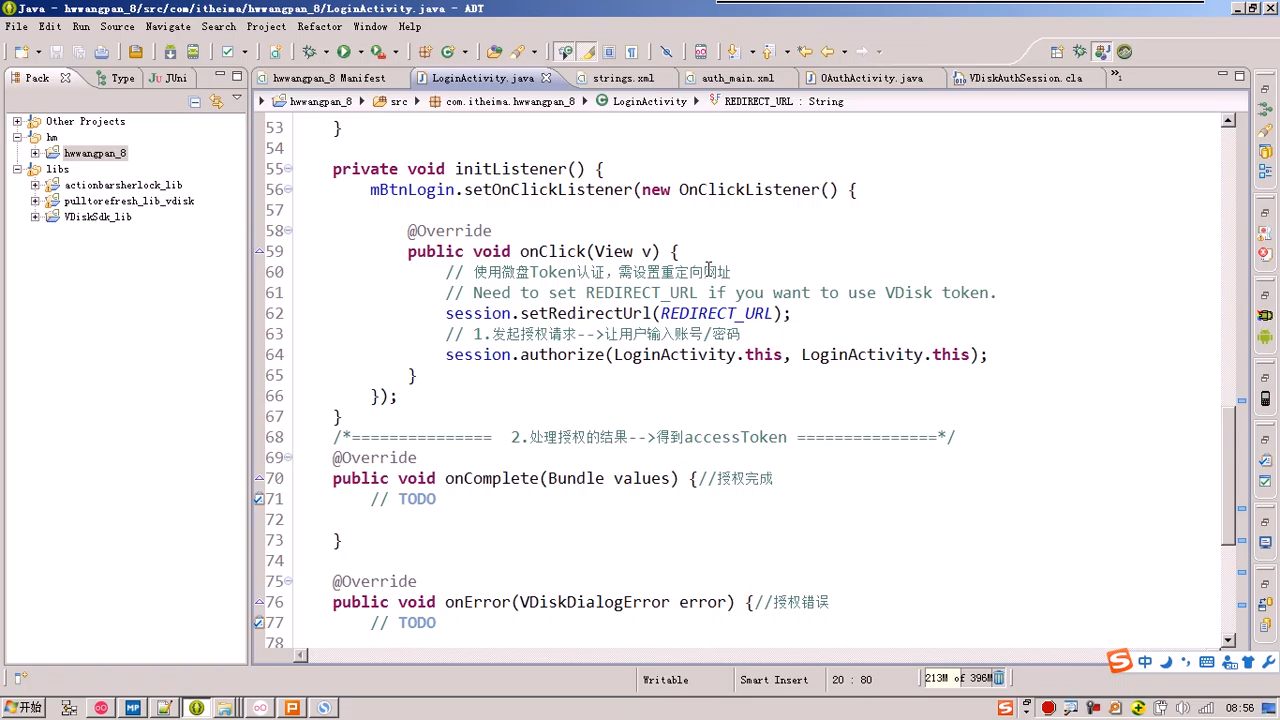 Java - hwwangpan_8/src/com/itheima/hwwangpan_8/LoginActivity.java - ADT
File Edit Run Source Navigate Search Project Refactor Window Help
Pack Type JUni
hwwangpan_8 Manifest LoginActivity.java strings.xml auth_main.xml OAuthActivity.java VDiskAuthSession.cla »1
hwwangpan_8 src com.itheima.hwwangpan_8 LoginActivity REDIRECT_URL : String
Other Projects
hm
hwwangpan_8
libs
actionbarsherlock_lib
pulltorefresh_lib_vdisk
VDiskSdk_lib
53 }
54
55 private void initListener() {
56 mBtnLogin.setOnClickListener(new OnClickListener() {
57
58 @Override
59 public void onClick(View v) {
60 // 使用微盘Token认证，需设置重定向网址
61 // Need to set REDIRECT_URL if you want to use VDisk token.
62 session.setRedirectUrl(REDIRECT_URL);
63 // 1.发起授权请求-->让用户输入账号/密码
64 session.authorize(LoginActivity.this, LoginActivity.this);
65 }
66 });
67 }
68 /*=============== 2.处理授权的结果-->得到accessToken ===============*/
69 @Override
70 public void onComplete(Bundle values) {//授权完成
71 // TODO
72
73 }
74
75 @Override
76 public void onError(VDiskDialogError error) {//授权错误
77 // TODO
78
Writable Smart Insert 20 : 80 213M of 396M
中
开始 08:56